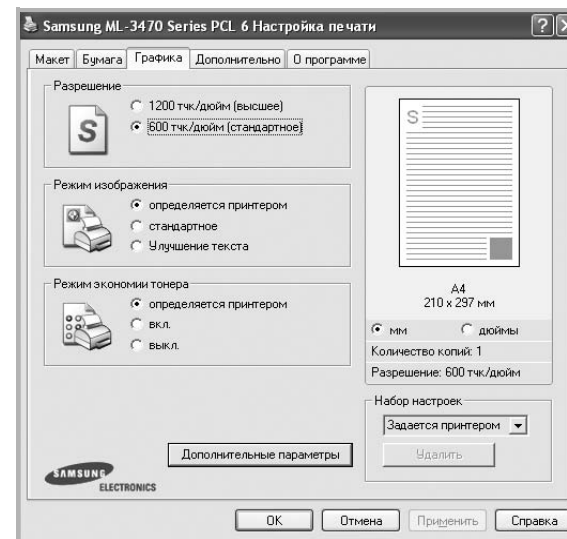 Samsung ML-3470 Series PCL 6 Настройка печати
Макет Бумага Графика Дополнительно О программе
Разрешение
1200 тчк/дюйм (высшее)
600 тчк/дюйм (стандартное)
S
Режим изображения
определяется принтером
стандартное
Улучшение текста
Режим экономии тонера
определяется принтером
вкл.
выкл.
S
A4
210 x 297 мм
мм дюймы
Количество копий: 1
Разрешение: 600 тчк/дюйм
Набор настроек
Задается принтером
Удалить
Дополнительные параметры
SAMSUNG
ELECTRONICS
OK Отмена Применить Справка